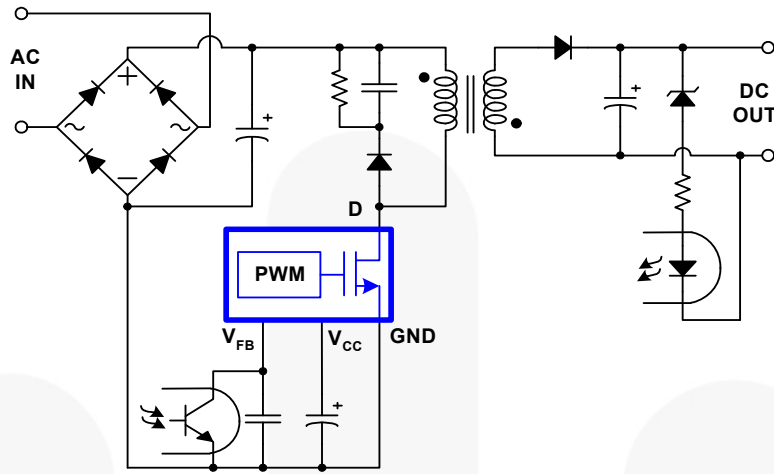 AC
IN
+
−
~
~
+
+
DC
OUT
D
PWM
VFB
VCC
GND
+